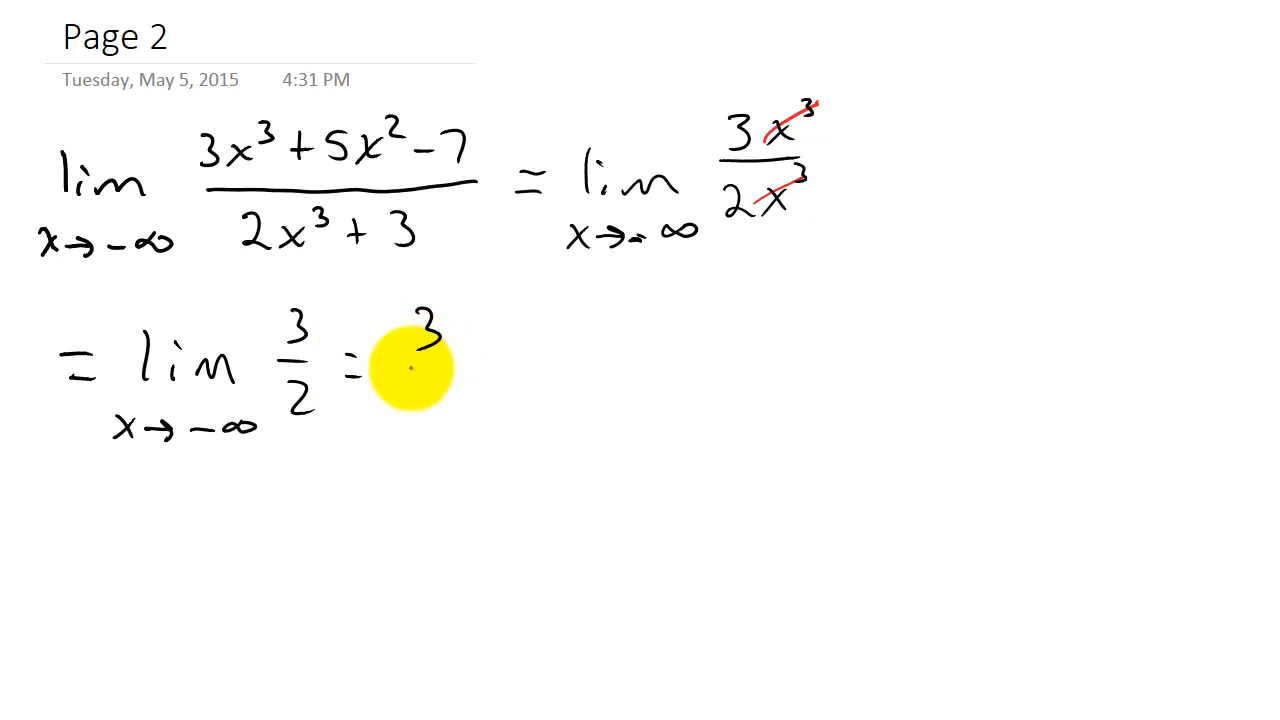 Page 2
Tuesday, May 5, 2015 4:31 PM
lim x→-∞ (3x³+5x²-7)/(2x³+3) = lim x→-∞ 3x³/2x³
= lim x→-∞ 3/2 = 3